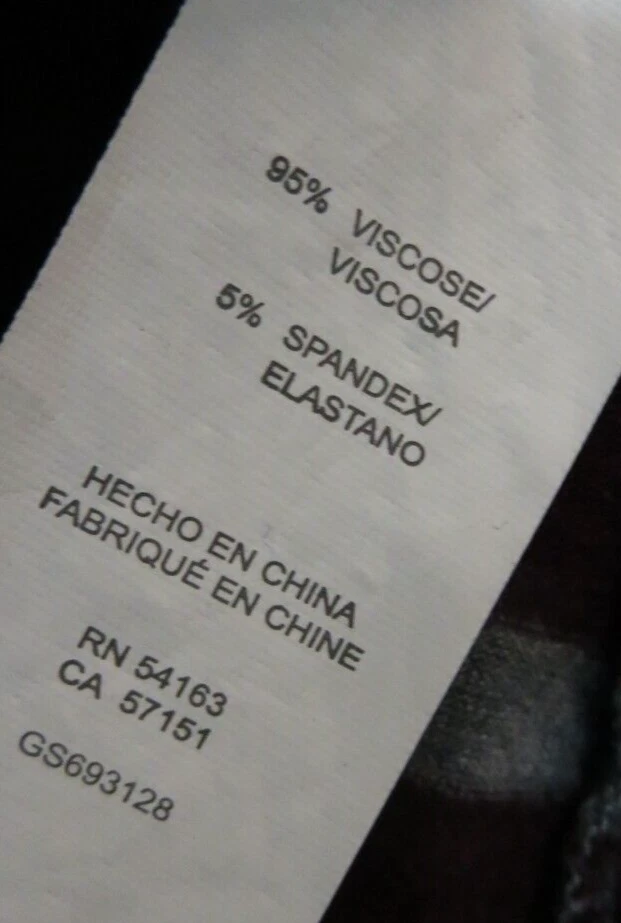 95% VISCOSE/
VISCOSA
5% SPANDEX/
ELASTANO
HECHO EN CHINA
FABRIQUÉ EN CHINE
RN 54163
CA 57151
GS693128